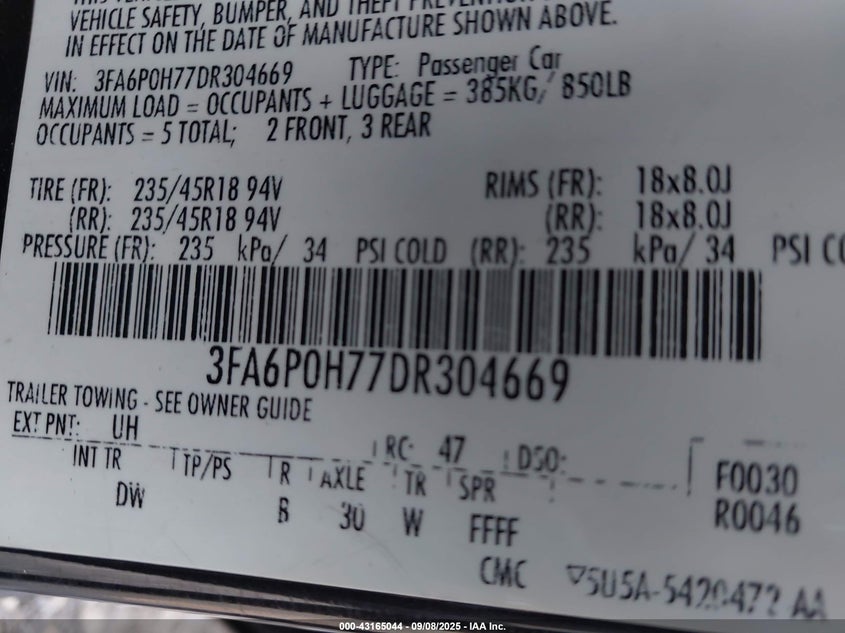 VEHICLE SAFETY, BUMPER, AND THEFT
IN EFFECT ON THE DATE OF MANUFACTURE SHOWN ABOVE.
VIN: 3FA6P0H77DR304669 TYPE: Passenger Car
MAXIMUM LOAD = OCCUPANTS + LUGGAGE = 385KG/ 850LB
OCCUPANTS = 5 TOTAL; 2 FRONT, 3 REAR
TIRE (FR): 235/45R18 94V RIMS (FR): 18x8.0J
(RR): 235/45R18 94V (RR): 18x8.0J
PRESSURE (FR): 235 kPa/ 34 PSI COLD (RR): 235 kPa/ 34 PSI
3FA6P0H77DR304669
TRAILER TOWING - SEE OWNER GUIDE
EXT PNT: UH RC: 47 DSO:
INT TR TP/PS R AXLE TR SPR F0030
DW B 30 W FFFF R0046
CMC ▽5U5A-5420472 AA
000-43165044 - 09/08/2025 - IAA Inc.